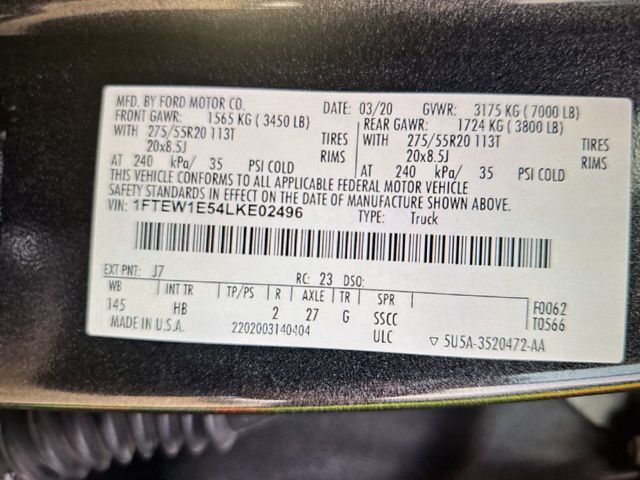 MFD. BY FORD MOTOR CO. DATE: 03/20 GVWR: 3175 KG (7000 LB)
FRONT GAWR: 1565 KG (3450 LB) REAR GAWR: 1724 KG (3800 LB)
WITH 275/55R20 113T TIRES WITH 275/55R20 113T TIRES
20x8.5J RIMS 20x8.5J RIMS
AT 240 kPa/ 35 PSI COLD AT 240 kPa/ 35 PSI COLD
THIS VEHICLE CONFORMS TO ALL APPLICABLE FEDERAL MOTOR VEHICLE
SAFETY STANDARDS IN EFFECT ON THE DATE OF MANUFACTURE SHOWN ABOVE.
VIN: 1FTEW1E54LKE02496 TYPE: Truck
EXT PNT: J7 RC: 23 DSO:
WB INT TR TP/PS R AXLE TR SPR F0062
145 HB 2 27 G SSCC T0566
MADE IN U.S.A. 2202003140404 ULC ▽ 5U5A-3520472-AA